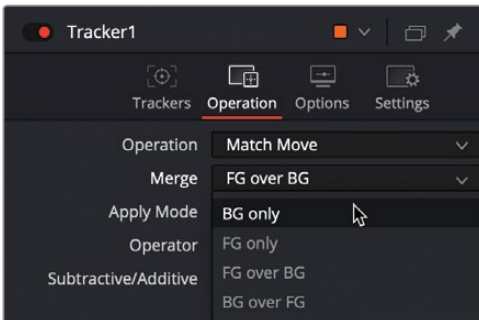 Tracker1
Trackers Operation Options Settings
Operation Match Move
Merge FG over BG
Apply Mode BG only
Operator FG only
Subtractive/Additive FG over BG
BG over FG